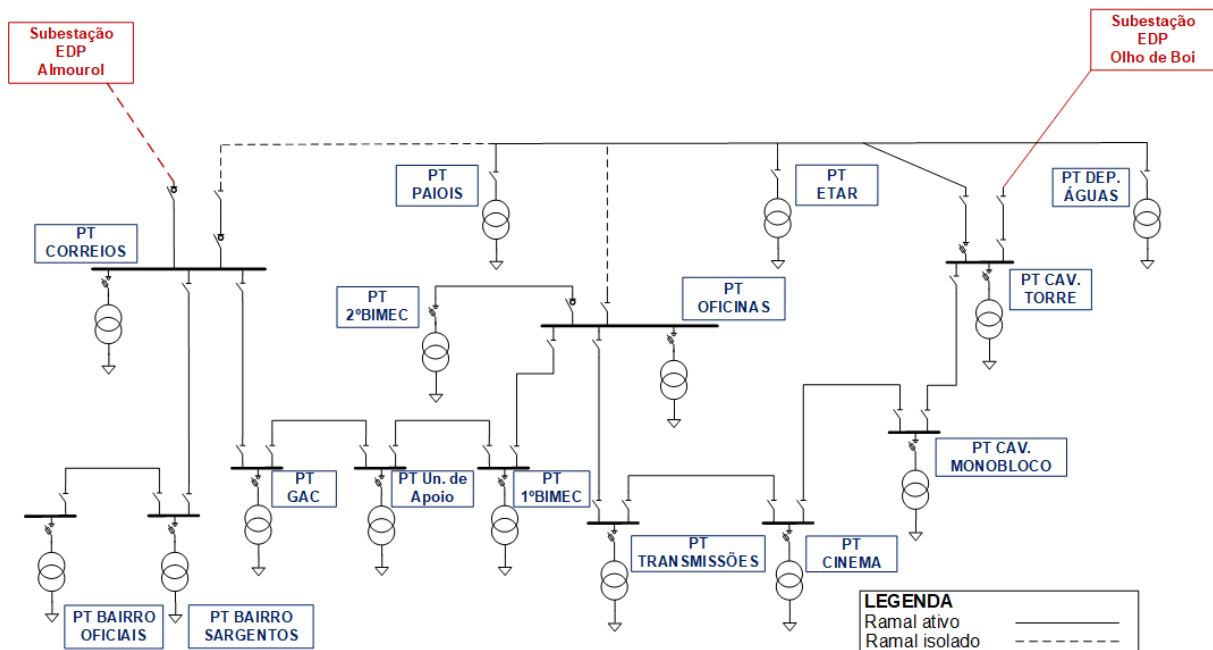 Subestação
EDP
Almourol
Subestação
EDP
Olho de Boi
PT
PAIOIS
PT
ETAR
PT DEP.
ÁGUAS
PT
CORREIOS
PT
2ºBIMEC
PT
OFICINAS
PT CAV.
TORRE
PT
GAC
PT Un. de
Apoio
PT
1ºBIMEC
PT CAV.
MONOBLOCO
PT
TRANSMISSÕES
PT
CINEMA
PT BAIRRO
OFICIAIS
PT BAIRRO
SARGENTOS
LEGENDA
Ramal ativo
Ramal isolado